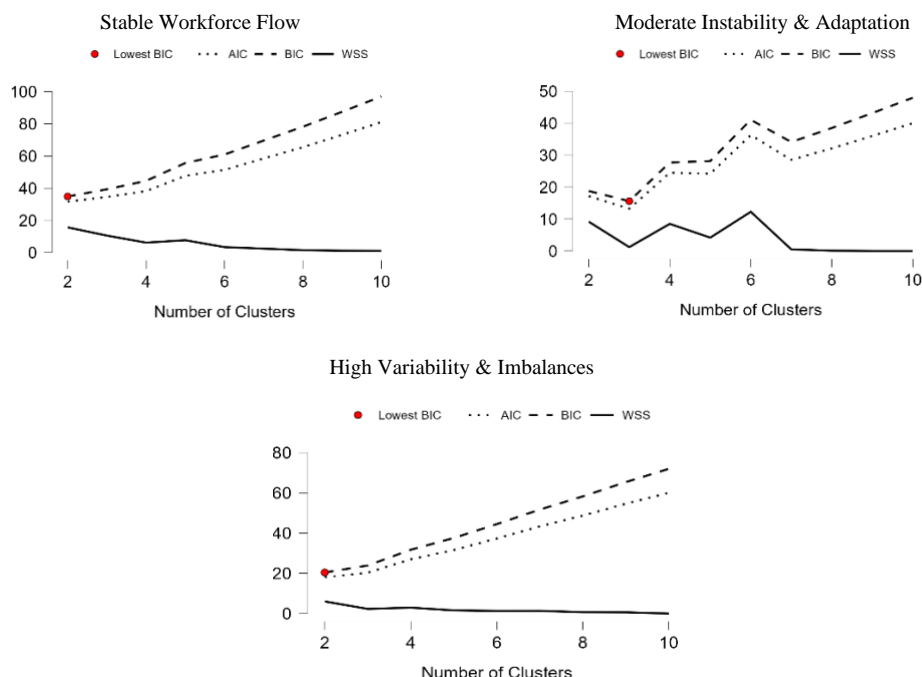 Stable Workforce Flow
Lowest BIC AIC BIC WSS
100
80
60
40
20
0
2 4 6 8 10
Number of Clusters
Moderate Instability & Adaptation
Lowest BIC AIC BIC WSS
50
40
30
20
10
0
2 4 6 8 10
Number of Clusters
High Variability & Imbalances
Lowest BIC AIC BIC WSS
80
60
40
20
0
2 4 6 8 10
Number of Clusters